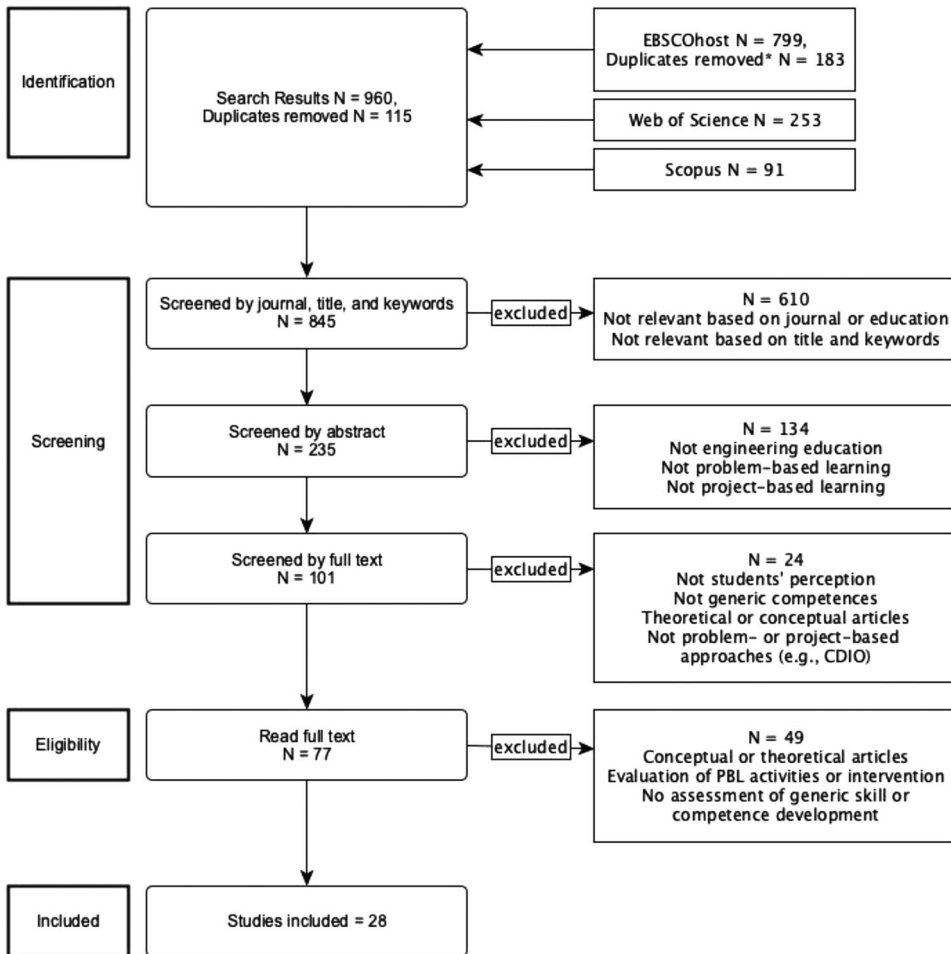 Identification
Search Results N = 960,
Duplicates removed N = 115
EBSCOhost N = 799,
Duplicates removed* N = 183
Web of Science N = 253
Scopus N = 91
Screening
Screened by journal, title, and keywords
N = 845
excluded
N = 610
Not relevant based on journal or education
Not relevant based on title and keywords
Screened by abstract
N = 235
excluded
N = 134
Not engineering education
Not problem-based learning
Not project-based learning
Screened by full text
N = 101
excluded
N = 24
Not students' perception
Not generic competences
Theoretical or conceptual articles
Not problem- or project-based
approaches (e.g., CDIO)
Eligibility
Read full text
N = 77
excluded
N = 49
Conceptual or theoretical articles
Evaluation of PBL activities or intervention
No assessment of generic skill or
competence development
Included
Studies included = 28